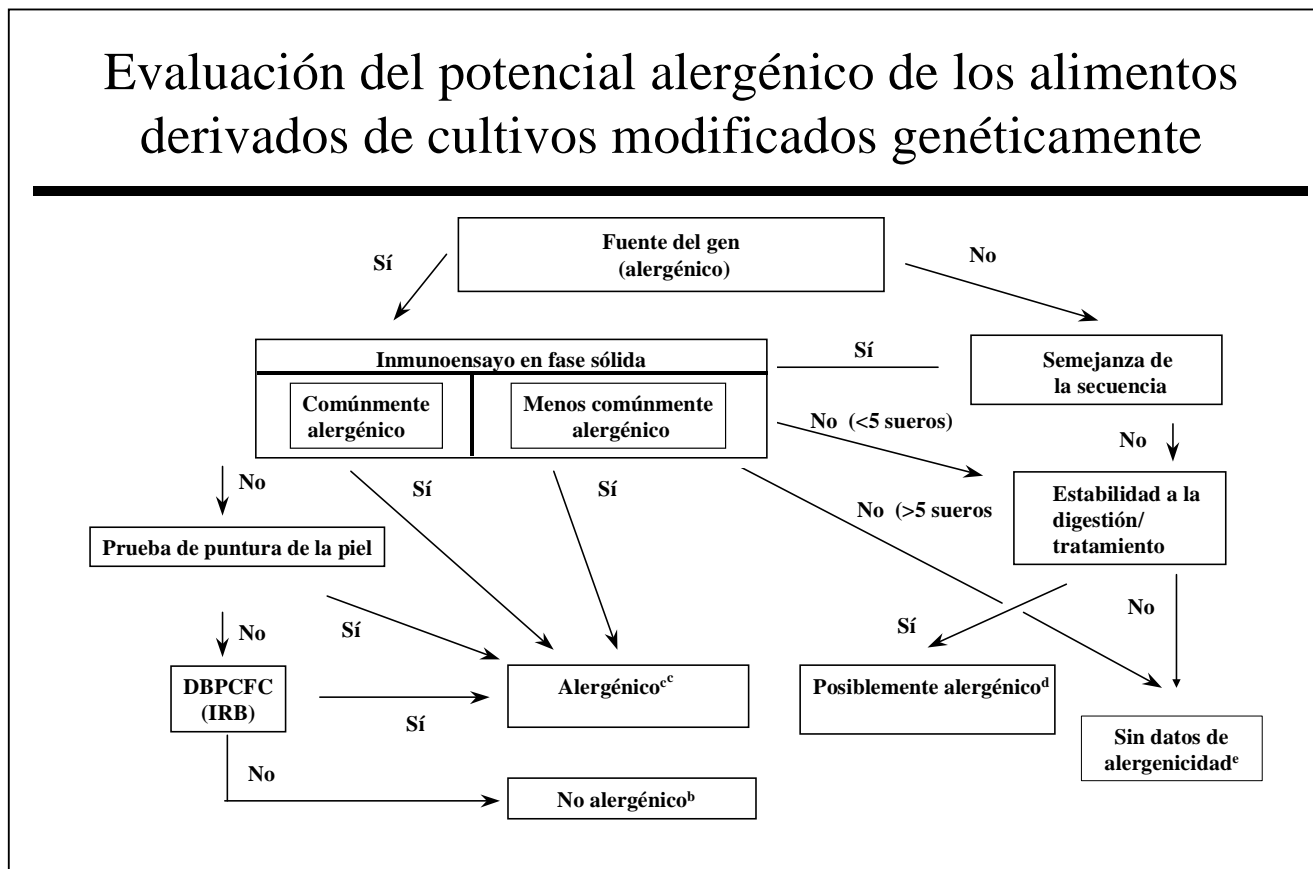 Evaluación del potencial alergénico de los alimentos
derivados de cultivos modificados genéticamente
Fuente del gen
(alergénico)
Sí
No
Inmunoensayo en fase sólida
Comúnmente
alergénico
Menos comúnmente
alergénico
Sí
Semejanza de
la secuencia
No (<5 sueros)
No
No
Sí
Sí
No (>5 sueros
Estabilidad a la
digestión/
tratamiento
Prueba de puntura de la piel
No
Sí
Sí
No
DBPCFC
(IRB)
Sí
Alergénicocc
Posiblemente alergénicod
Sin datos de
alergenicidade
No
No alergénicob